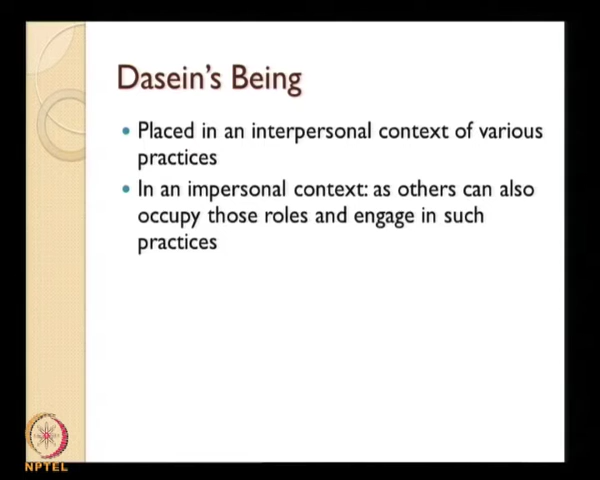 Dasein's Being
• Placed in an interpersonal context of various
practices
• In an impersonal context: as others can also
occupy those roles and engage in such
practices
NPTEL